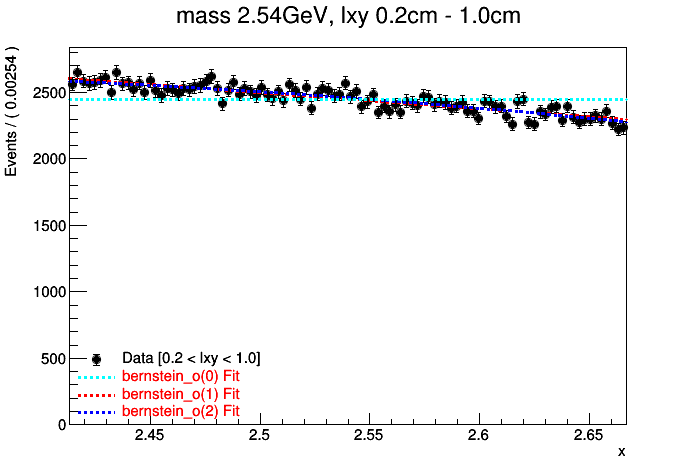 mass 2.54GeV, lxy 0.2cm - 1.0cm
Events / ( 0.00254 )
2500
2000
1500
1000
500
0
Data [0.2 < lxy < 1.0]
bernstein_o(0) Fit
bernstein_o(1) Fit
bernstein_o(2) Fit
2.45 2.5 2.55 2.6 2.65
x